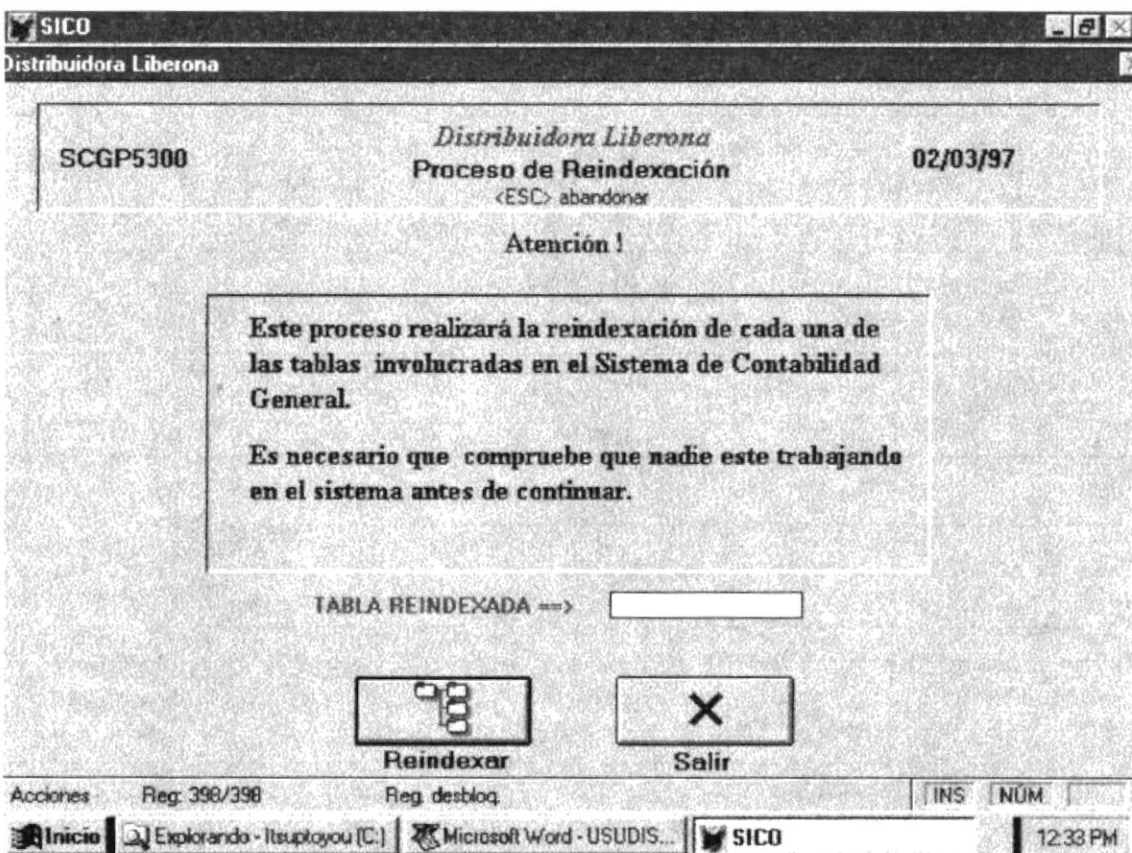 SICO
Distribuidora Liberona
Distribuidora Liberona
SCGP5300
Proceso de Reindexación
02/03/97
<ESC> abandonar
Atención !
Este proceso realizará la reindexación de cada una de
las tablas involucradas en el Sistema de Contabilidad
General.
Es necesario que compruebe que nadie este trabajando
en el sistema antes de continuar.
TABLA REINDEXADA ==>
Reindexar
Salir
Acciones Reg: 398/398 Reg. desbloq. INS NÚM
Inicio Explorando - Itsuptoyou (C:) Microsoft Word - USUDIS... SICO 12:33 PM